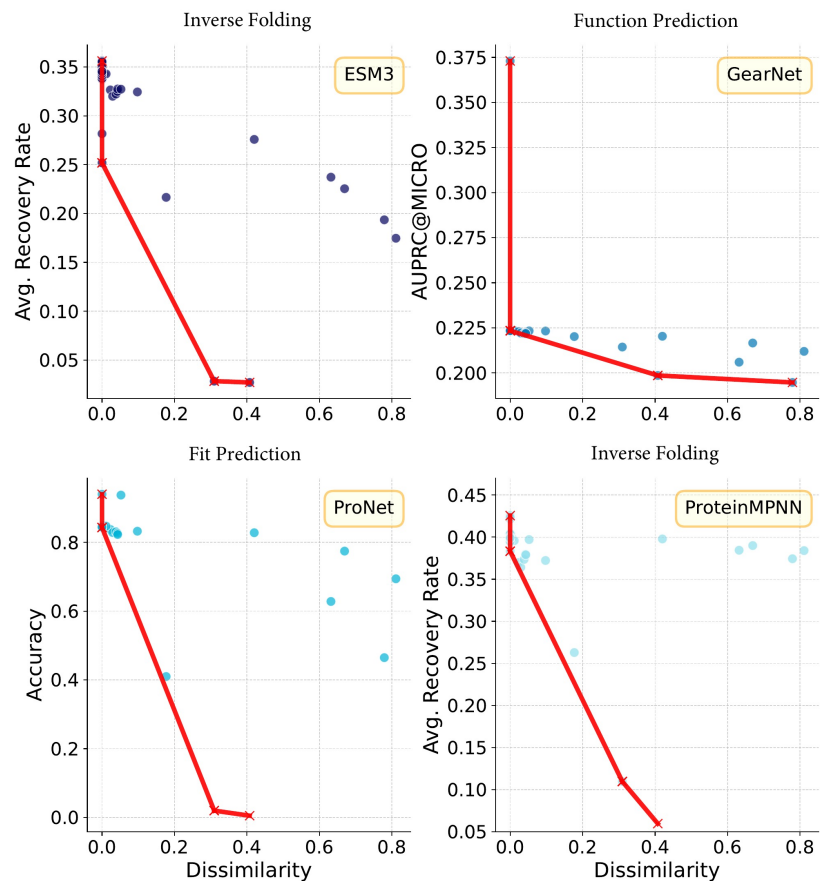 Inverse Folding
ESM3
Avg. Recovery Rate
0.35
0.30
0.25
0.20
0.15
0.10
0.05
0.0 0.2 0.4 0.6 0.8
Function Prediction
GearNet
AUPRC@MICRO
0.375
0.350
0.325
0.300
0.275
0.250
0.225
0.200
0.0 0.2 0.4 0.6 0.8
Fit Prediction
ProNet
Accuracy
0.8
0.6
0.4
0.2
0.0
0.0 0.2 0.4 0.6 0.8
Dissimilarity
Inverse Folding
ProteinMPNN
Avg. Recovery Rate
0.45
0.40
0.35
0.30
0.25
0.20
0.15
0.10
0.05
0.0 0.2 0.4 0.6 0.8
Dissimilarity